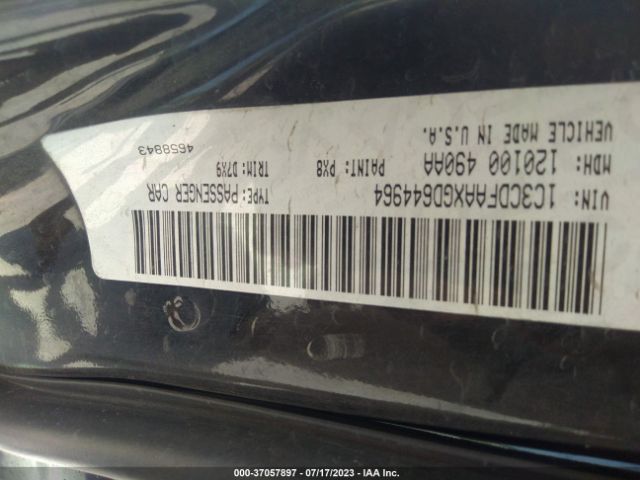 VIN: 1C3CDFAAXGD644964 TYPE: PASSENGER CAR
MDH: 120100 490AA PAINT: PX8 TRIM: D7X9
VEHICLE MADE IN U.S.A. 4658843
000-37057897 - 07/17/2023 - IAA Inc.